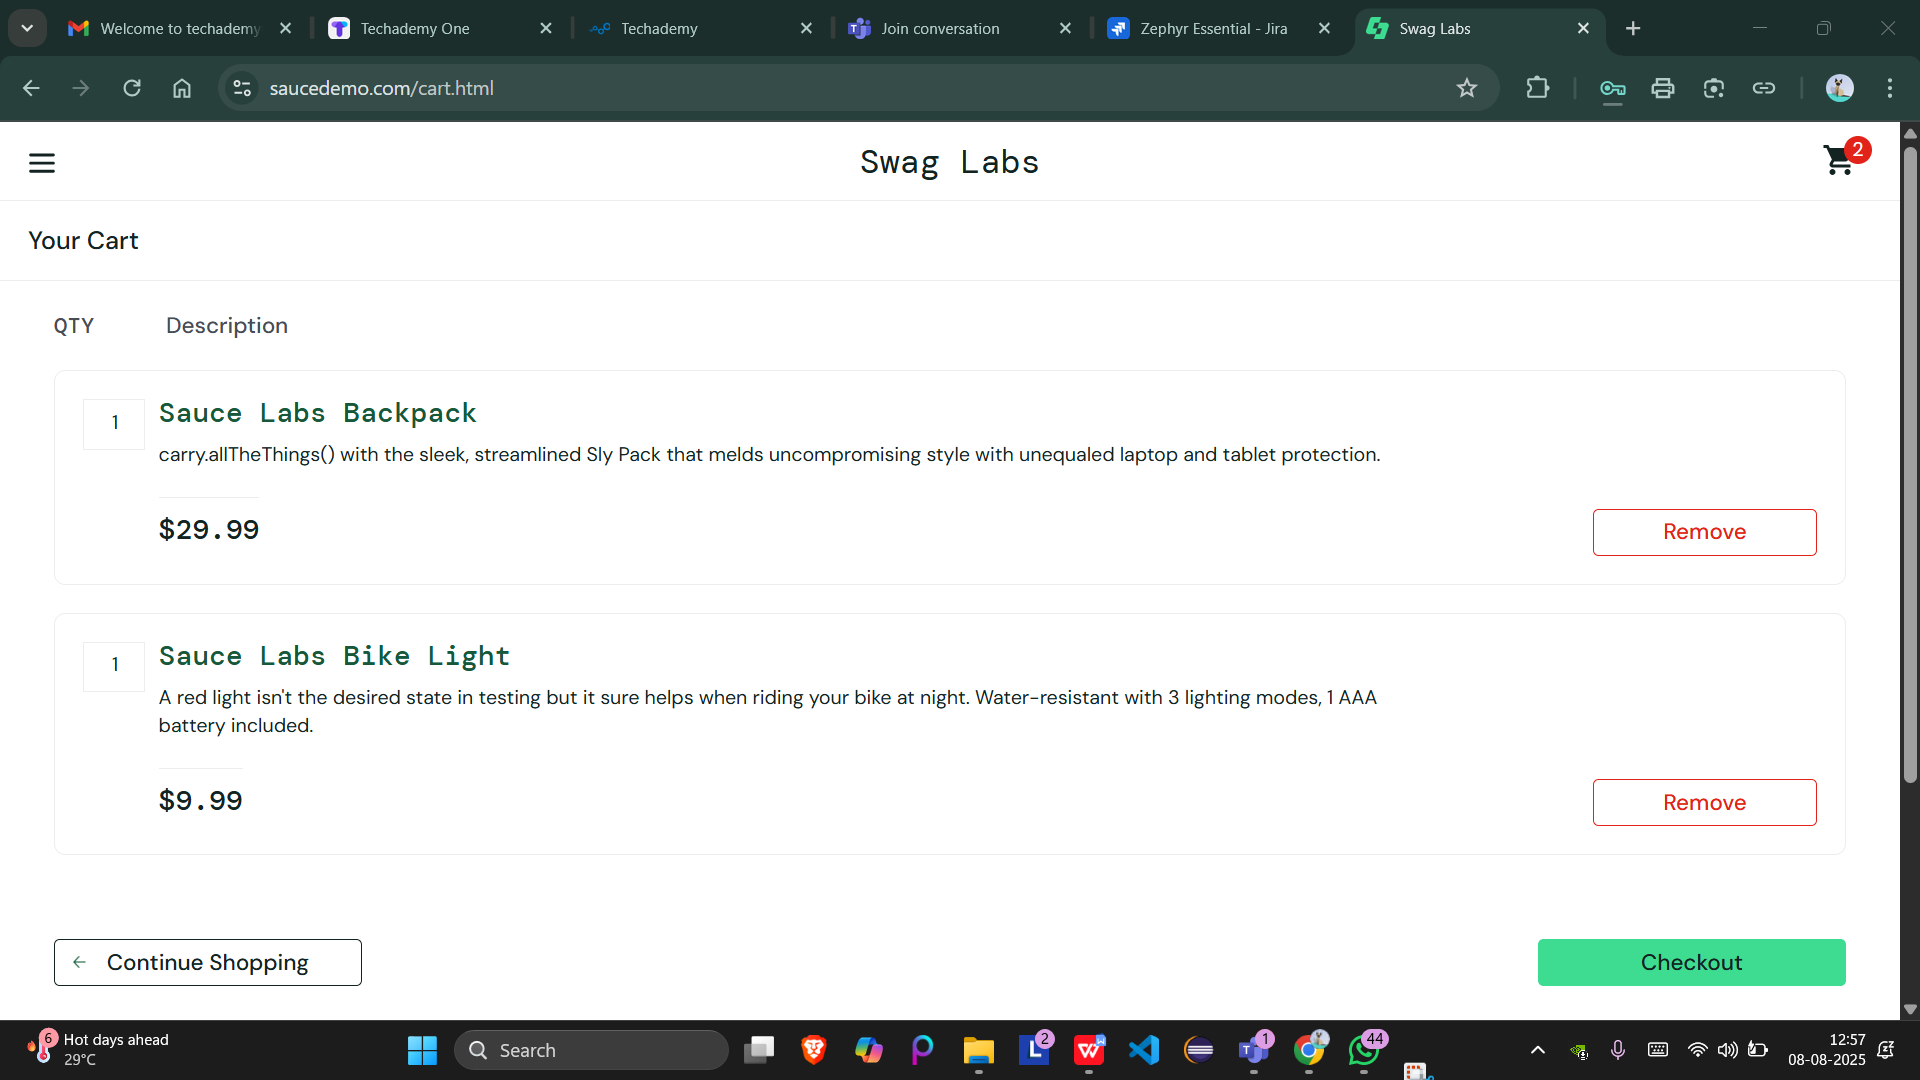 Welcome to techademy
Techademy One
Techademy
Join conversation
Zephyr Essential - Jira
Swag Labs
saucedemo.com/cart.html
Swag Labs
2
Your Cart
QTY
Description
1
Sauce Labs Backpack
carry.allTheThings() with the sleek, streamlined Sly Pack that melds uncompromising style with unequaled laptop and tablet protection.
$29.99
Remove
1
Sauce Labs Bike Light
A red light isn't the desired state in testing but it sure helps when riding your bike at night. Water-resistant with 3 lighting modes, 1 AAA
battery included.
$9.99
Remove
Continue Shopping
Checkout
6
Hot days ahead
29°C
Search
L
2
W
T
1
44
12:57
08-08-2025